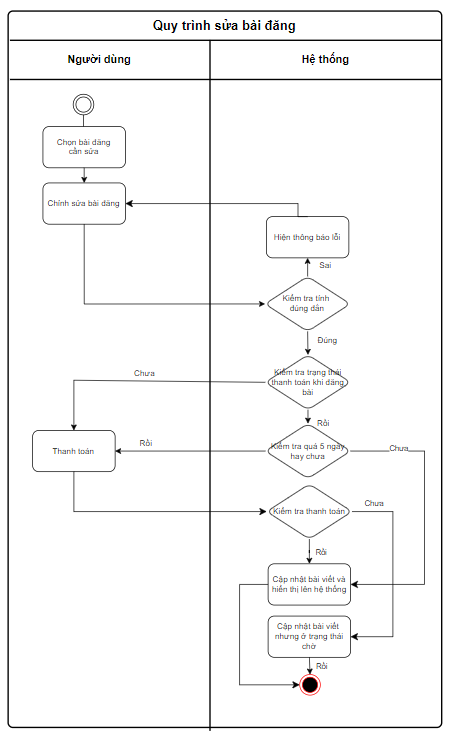 Quy trình sửa bài đăng
Người dùng
Hệ thống
Chọn bài đăng
cần sửa
Chỉnh sửa bài đăng
Hiện thông báo lỗi
Sai
Kiểm tra tính
đúng đắn
Đúng
Chưa
Kiểm tra trạng thái
thanh toán khi đăng
bài
Rồi
Thanh toán
Rồi
Kiểm tra quá 5 ngày
hay chưa
Chưa
Kiểm tra thanh toán
Chưa
Rồi
Cập nhật bài viết và
hiển thị lên hệ thống
Cập nhật bài viết
nhưng ở trạng thái
chờ
Rồi